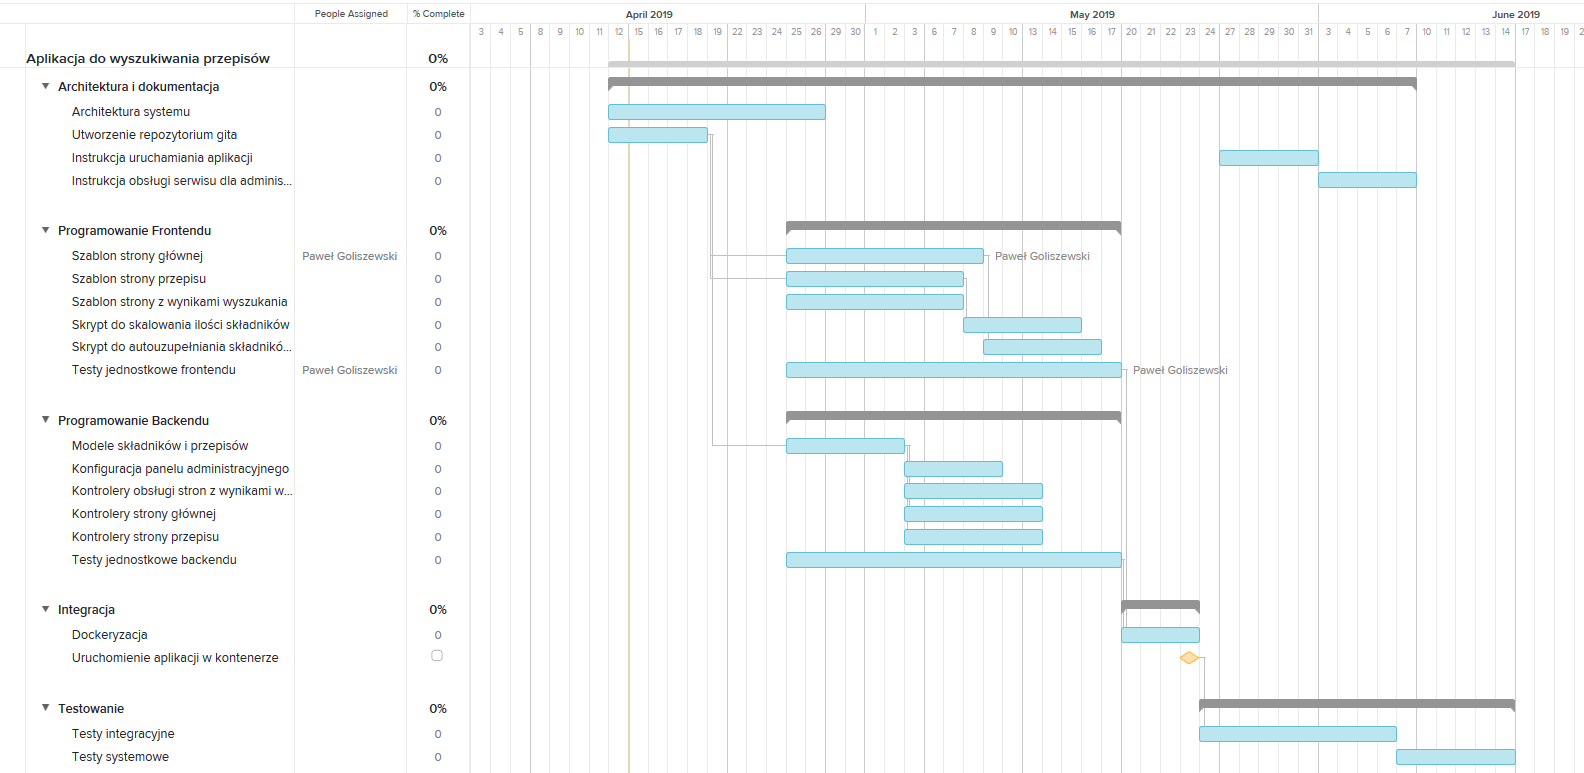 People Assigned % Complete April 2019 May 2019 June 2019
3 4 5 8 9 10 11 12 15 16 17 18 19 22 23 24 25 26 29 30 1 2 3 6 7 8 9 10 13 14 15 16 17 20 21 22 23 24 27 28 29 30 31 3 4 5 6 7 10 11 12 13 14 17 18 19
Aplikacja do wyszukiwania przepisów 0%
Architektura i dokumentacja 0%
Architektura systemu 0
Utworzenie repozytorium gita 0
Instrukcja uruchamiania aplikacji 0
Instrukcja obsługi serwisu dla adminis... 0
Programowanie Frontendu 0%
Szablon strony głównej Paweł Goliszewski 0 Paweł Goliszewski
Szablon strony przepisu 0
Szablon strony z wynikami wyszukania 0
Skrypt do skalowania ilości składników 0
Skrypt do autouzupełniania składnikó... 0
Testy jednostkowe frontendu Paweł Goliszewski 0 Paweł Goliszewski
Programowanie Backendu 0%
Modele składników i przepisów 0
Konfiguracja panelu administracyjnego 0
Kontrolery obsługi stron z wynikami w... 0
Kontrolery strony głównej 0
Kontrolery strony przepisu 0
Testy jednostkowe backendu 0
Integracja 0%
Dockeryzacja 0
Uruchomienie aplikacji w kontenerze
Testowanie 0%
Testy integracyjne 0
Testy systemowe 0